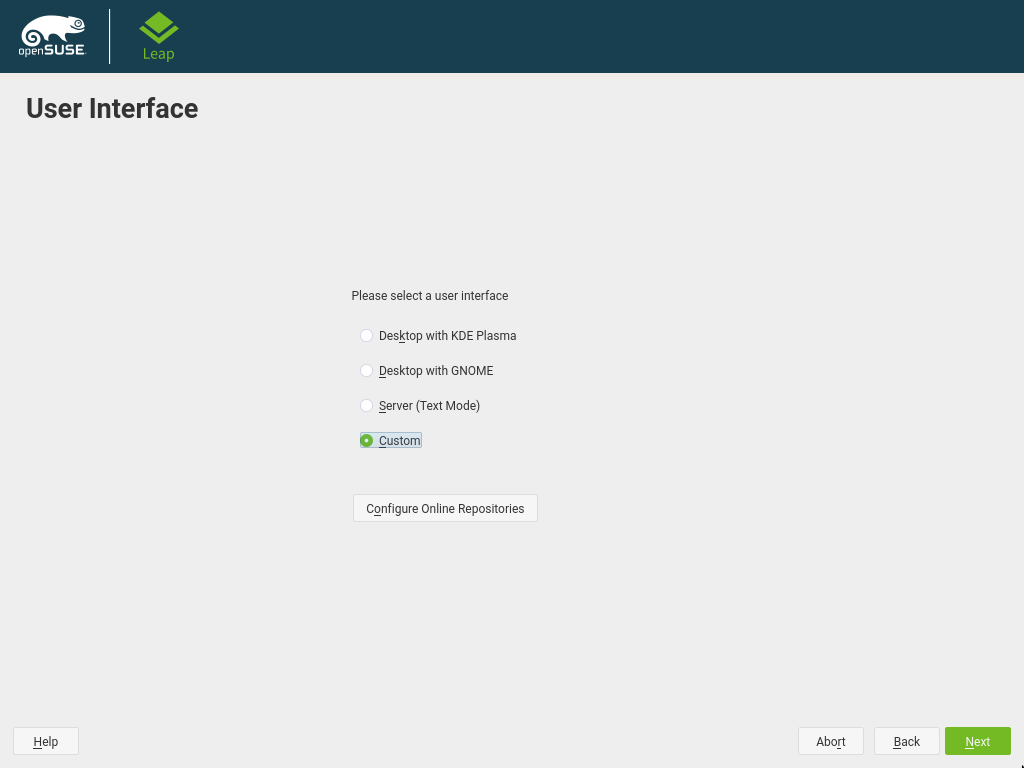 openSUSE.
Leap
User Interface
Please select a user interface
Desktop with KDE Plasma
Desktop with GNOME
Server (Text Mode)
Custom
Configure Online Repositories
Help
Abort
Back
Next